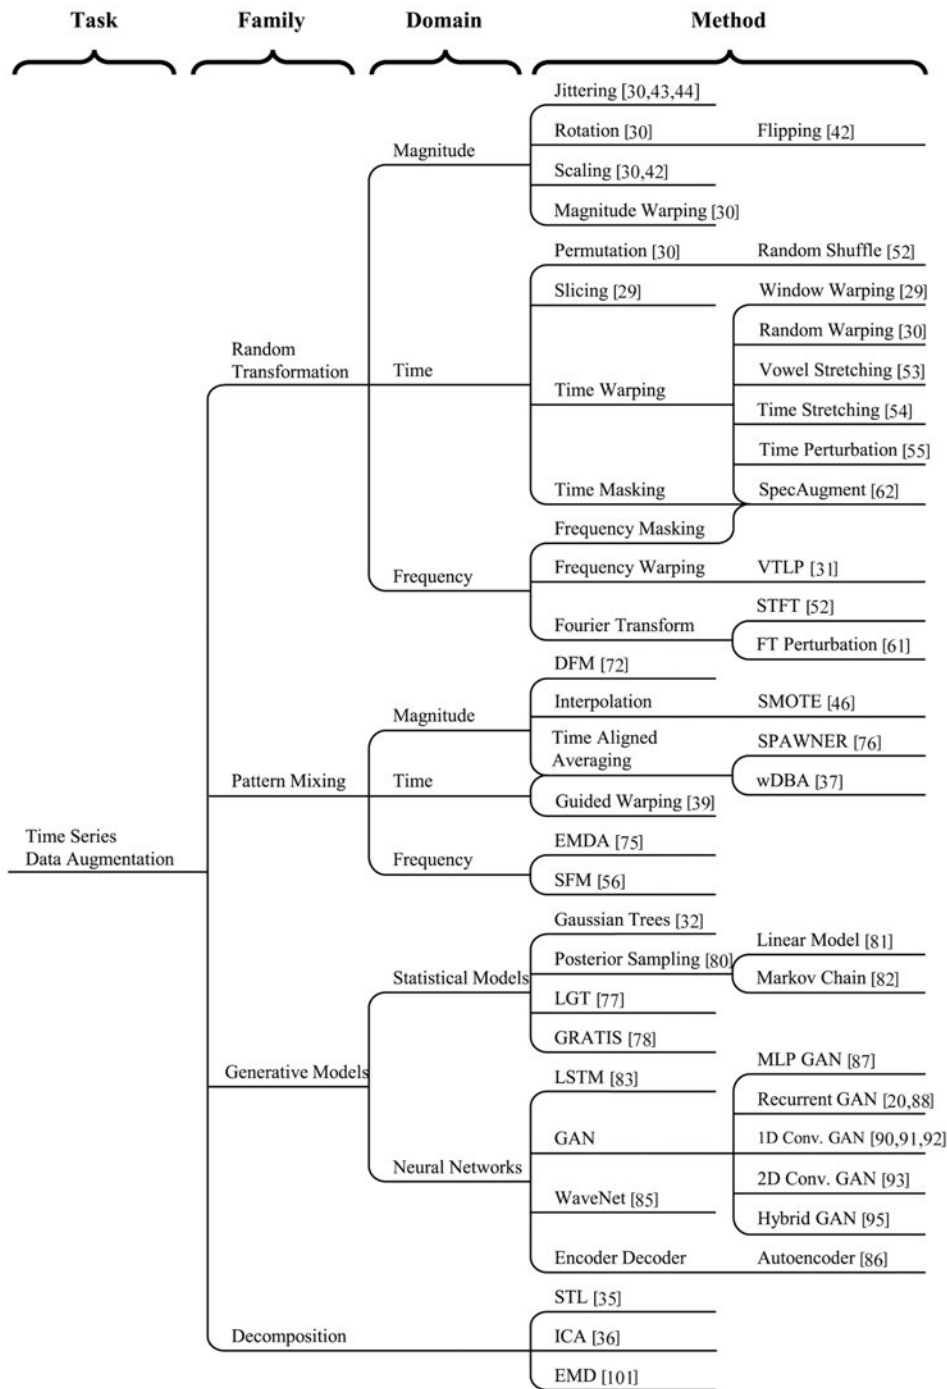 Task Family Domain Method
Jittering [30,43,44]
Rotation [30] Flipping [42]
Magnitude
Scaling [30,42]
Magnitude Warping [30]
Permutation [30] Random Shuffle [52]
Slicing [29] Window Warping [29]
Random Warping [30]
Random
Transformation
Time
Vowel Stretching [53]
Time Warping
Time Stretching [54]
Time Perturbation [55]
Time Masking SpecAugment [62]
Frequency Masking
Frequency
Frequency Warping VTLP [31]
STFT [52]
Fourier Transform
FT Perturbation [61]
DFM [72]
Interpolation SMOTE [46]
Magnitude
Time Aligned
Averaging
SPAWNER [76]
Pattern Mixing Time
wDBA [37]
Guided Warping [39]
Time Series
Data Augmentation
EMDA [75]
Frequency
SFM [56]
Gaussian Trees [32]
Linear Model [81]
Posterior Sampling [80]
Statistical Models
Markov Chain [82]
LGT [77]
GRATIS [78]
Generative Models
LSTM [83]
MLP GAN [87]
Recurrent GAN [20,88]
GAN
1D Conv. GAN [90,91,92]
Neural Networks
2D Conv. GAN [93]
WaveNet [85]
Hybrid GAN [95]
Encoder Decoder Autoencoder [86]
STL [35]
Decomposition
ICA [36]
EMD [101]